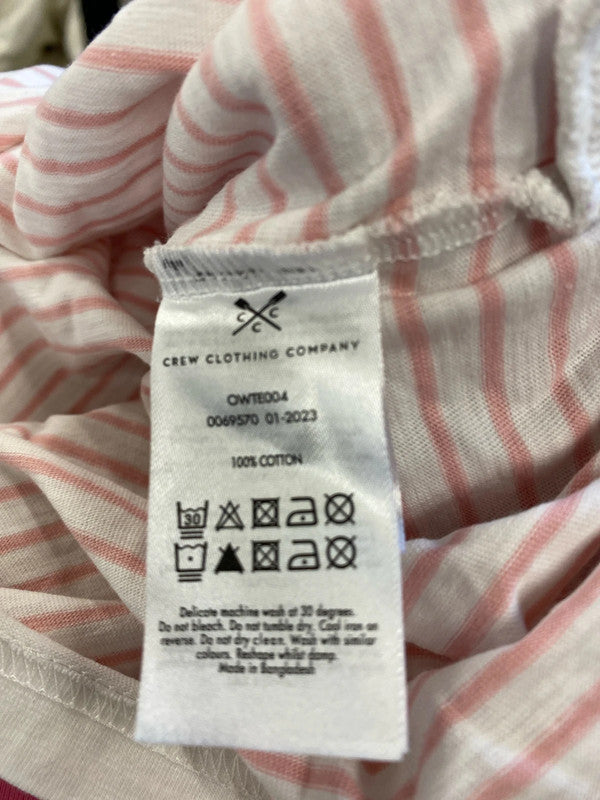 C C C
CREW CLOTHING COMPANY
OWTE004
0069570 01-2023
100% COTTON
30
Delicate machine wash at 30 degrees.
Do not bleach. Do not tumble dry. Cool iron on
reverse. Do not dry clean. Wash with similar
colours. Reshape whilst damp.
Made in Bangladesh